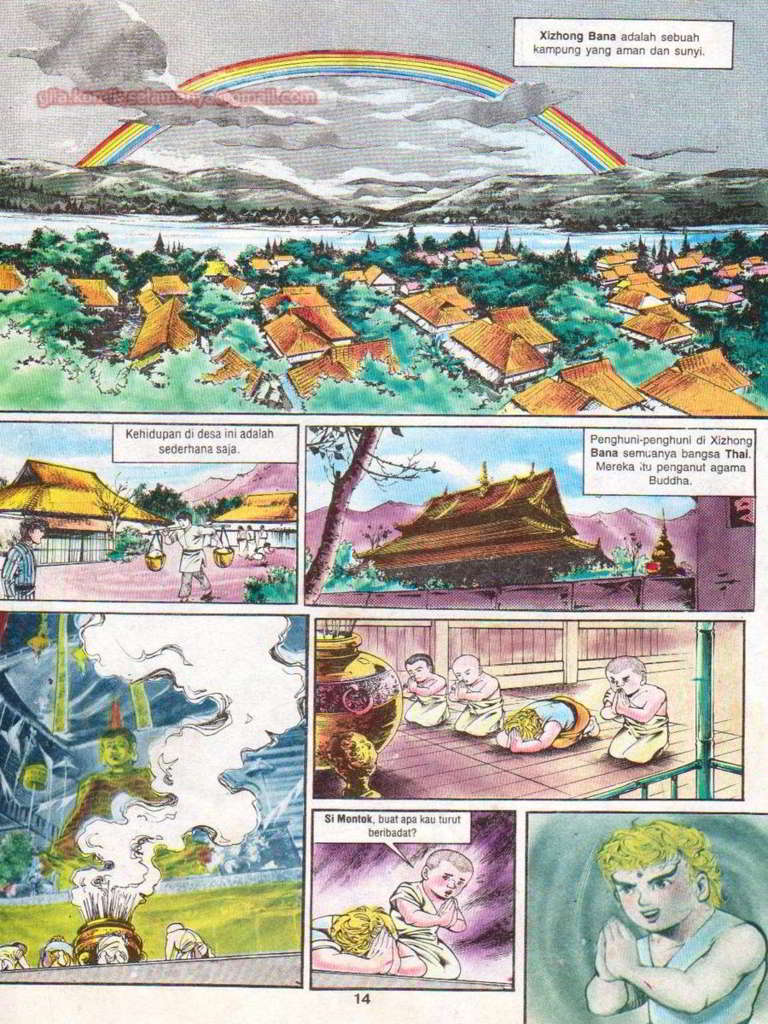 Xizhong Bana adalah sebuah
kampung yang aman dan sunyi.
Kehidupan di desa ini adalah
sederhana saja.
Penghuni-penghuni di Xizhong
Bana semuanya bangsa Thai.
Mereka itu penganut agama
Buddha.
Si Montok, buat apa kau turut
beribadat?
14